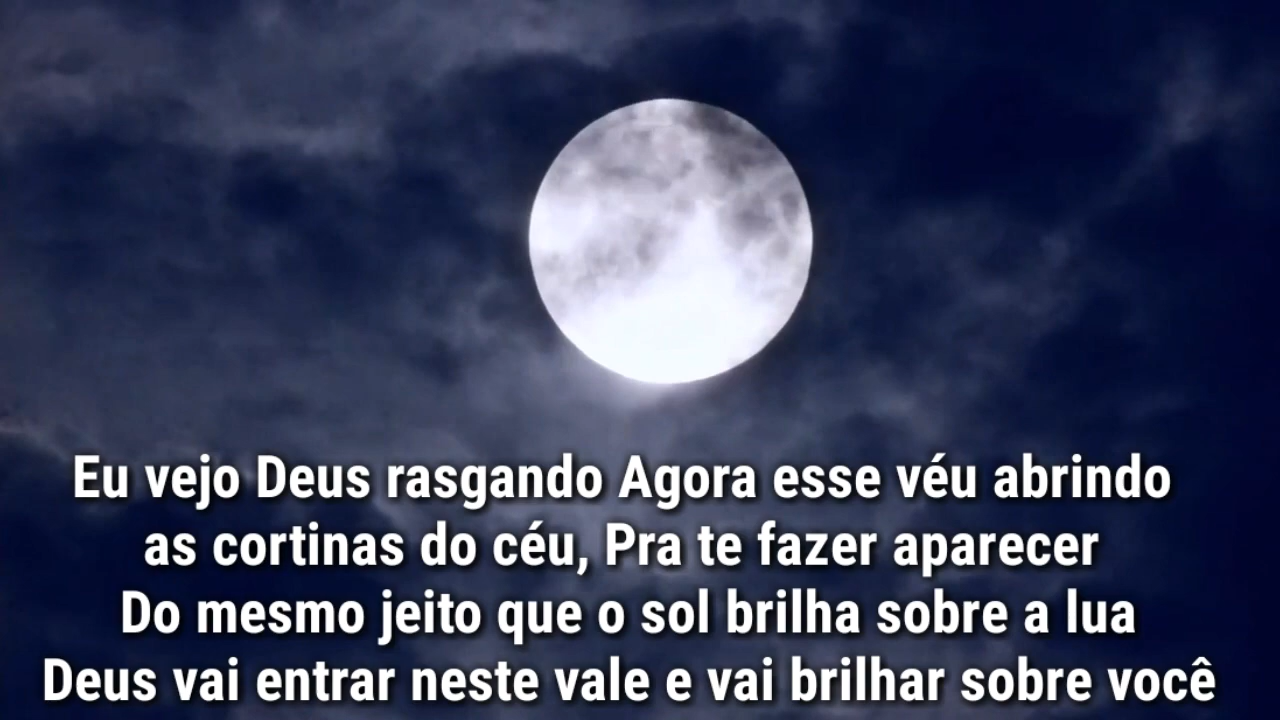 Eu vejo Deus rasgando Agora esse véu abrindo
as cortinas do céu, Pra te fazer aparecer
Do mesmo jeito que o sol brilha sobre a lua
Deus vai entrar neste vale e vai brilhar sobre você